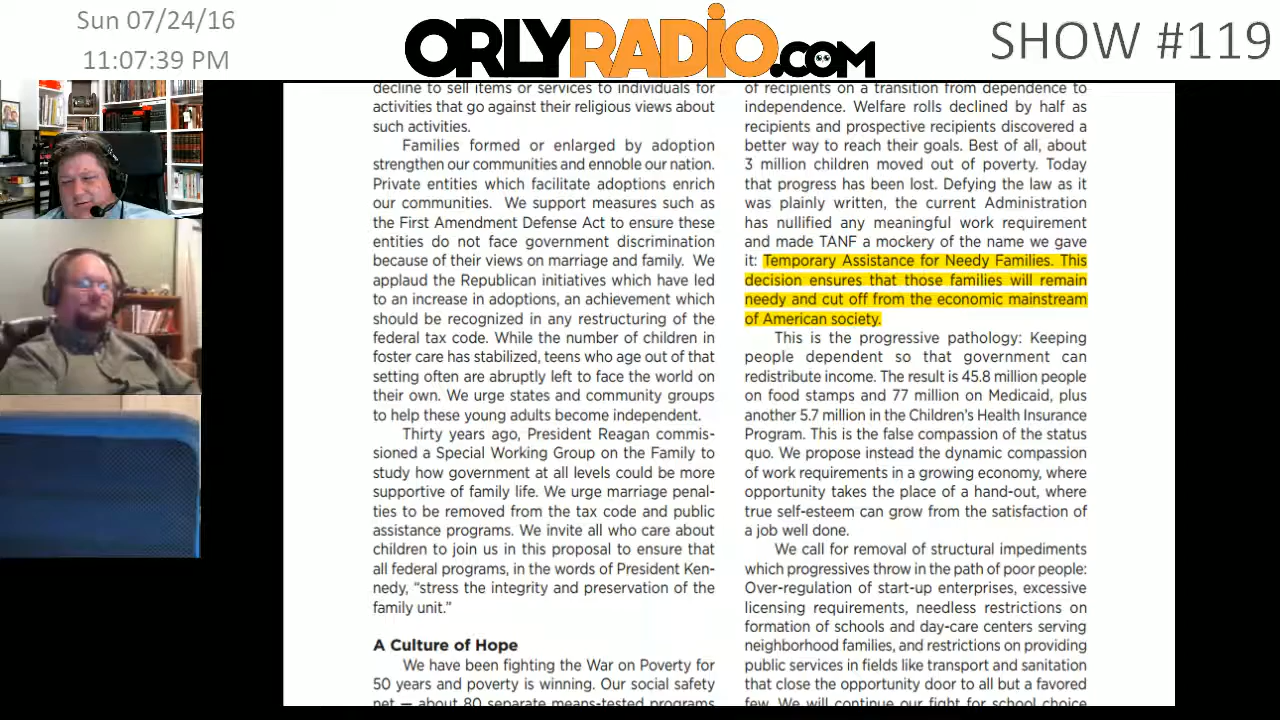 Sun 07/24/16
11:07:39 PM
ORLYRADiO.COM
SHOW #119
decline to sell items or services to individuals for
activities that go against their religious views about
such activities.
Families formed or enlarged by adoption
strengthen our communities and ennoble our nation.
Private entities which facilitate adoptions enrich
our communities. We support measures such as
the First Amendment Defense Act to ensure these
entities do not face government discrimination
because of their views on marriage and family. We
applaud the Republican initiatives which have led
to an increase in adoptions, an achievement which
should be recognized in any restructuring of the
federal tax code. While the number of children in
foster care has stabilized, teens who age out of that
setting often are abruptly left to face the world on
their own. We urge states and community groups
to help these young adults become independent.
Thirty years ago, President Reagan commis-
sioned a Special Working Group on the Family to
study how government at all levels could be more
supportive of family life. We urge marriage penal-
ties to be removed from the tax code and public
assistance programs. We invite all who care about
children to join us in this proposal to ensure that
all federal programs, in the words of President Ken-
nedy, “stress the integrity and preservation of the
family unit.”
A Culture of Hope
We have been fighting the War on Poverty for
50 years and poverty is winning. Our social safety
net — about 80 separate means-tested programs
of recipients on a transition from dependence to
independence. Welfare rolls declined by half as
recipients and prospective recipients discovered a
better way to reach their goals. Best of all, about
3 million children moved out of poverty. Today
that progress has been lost. Defying the law as it
was plainly written, the current Administration
has nullified any meaningful work requirement
and made TANF a mockery of the name we gave
it: Temporary Assistance for Needy Families. This
decision ensures that those families will remain
needy and cut off from the economic mainstream
of American society.
This is the progressive pathology: Keeping
people dependent so that government can
redistribute income. The result is 45.8 million people
on food stamps and 77 million on Medicaid, plus
another 5.7 million in the Children’s Health Insurance
Program. This is the false compassion of the status
quo. We propose instead the dynamic compassion
of work requirements in a growing economy, where
opportunity takes the place of a hand-out, where
true self-esteem can grow from the satisfaction of
a job well done.
We call for removal of structural impediments
which progressives throw in the path of poor people:
Over-regulation of start-up enterprises, excessive
licensing requirements, needless restrictions on
formation of schools and day-care centers serving
neighborhood families, and restrictions on providing
public services in fields like transport and sanitation
that close the opportunity door to all but a favored
few. We will continue our fight for school choice